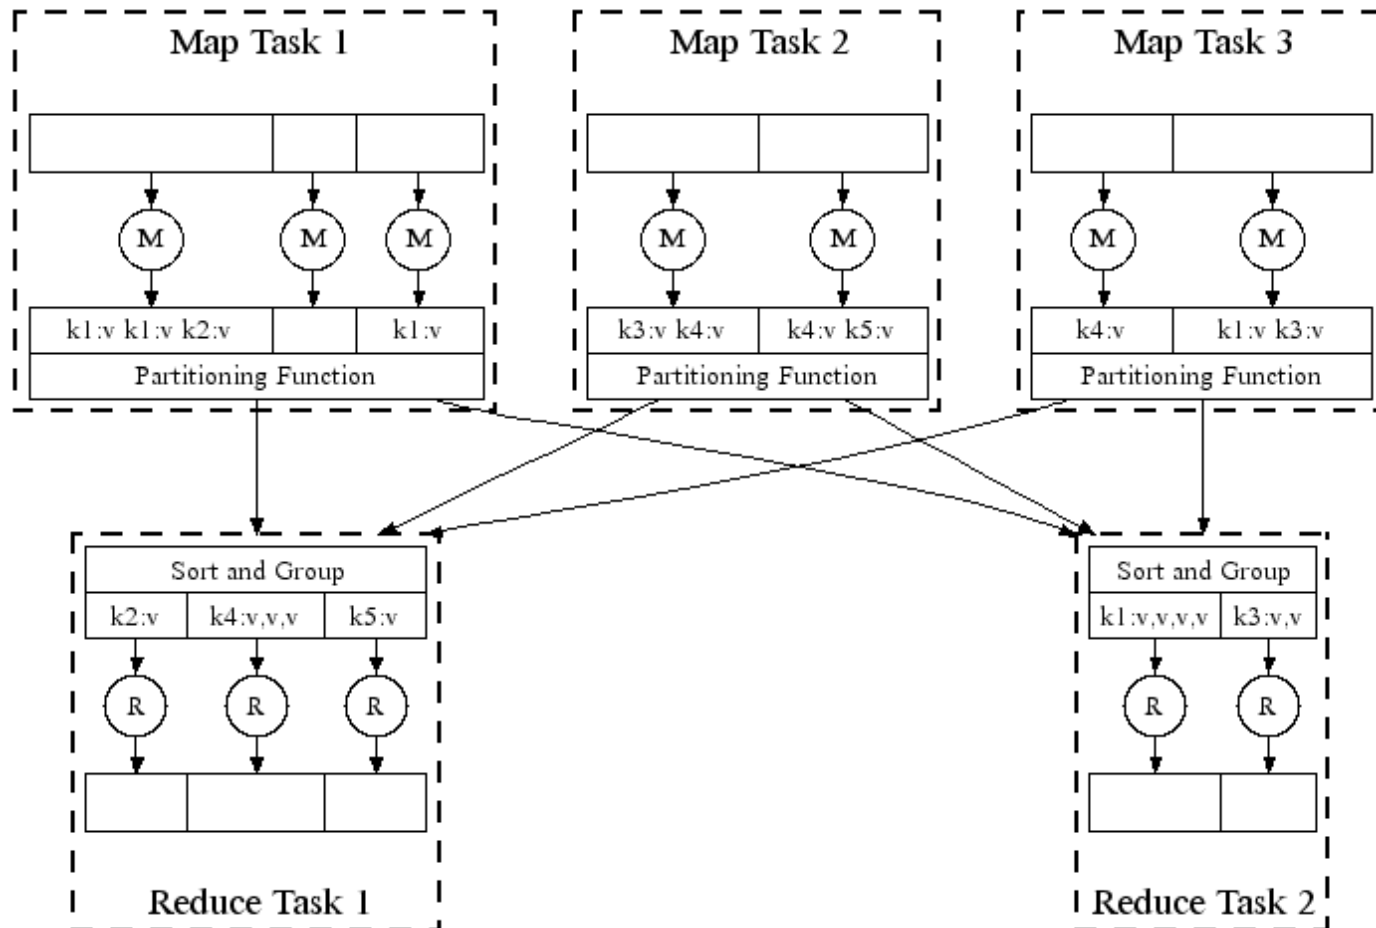 Map Task 1
Map Task 2
Map Task 3
M
M
M
M
M
M
M
k1:v k1:v k2:v
k1:v
k3:v k4:v
k4:v k5:v
k4:v
k1:v k3:v
Partitioning Function
Partitioning Function
Partitioning Function
Sort and Group
Sort and Group
k2:v
k4:v,v,v
k5:v
k1:v,v,v,v
k3:v,v
R
R
R
R
R
Reduce Task 1
Reduce Task 2